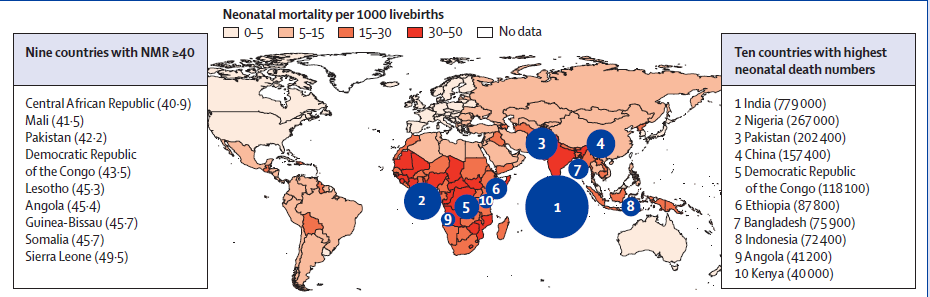 Neonatal mortality per 1000 livebirths
0–5 5–15 15–30 30–50 No data
Nine countries with NMR ≥40
Central African Republic (40·9)
Mali (41·5)
Pakistan (42·2)
Democratic Republic
of the Congo (43·5)
Lesotho (45·3)
Angola (45·4)
Guinea-Bissau (45·7)
Somalia (45·7)
Sierra Leone (49·5)
3
4
7
6
2
5
10
1
8
9
Ten countries with highest
neonatal death numbers
1 India (779 000)
2 Nigeria (267 000)
3 Pakistan (202 400)
4 China (157 400)
5 Democratic Republic
of the Congo (118 100)
6 Ethiopia (87 800)
7 Bangladesh (75 900)
8 Indonesia (72 400)
9 Angola (41 200)
10 Kenya (40 000)